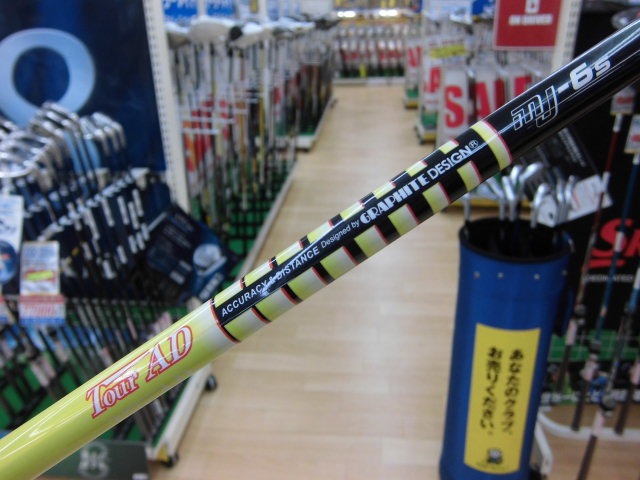 Tour AD
ACCURACY & DISTANCE Designed by GRAPHITE DESIGN®
MJ-6s
SALE
あなたのクラブ、
お売りください。